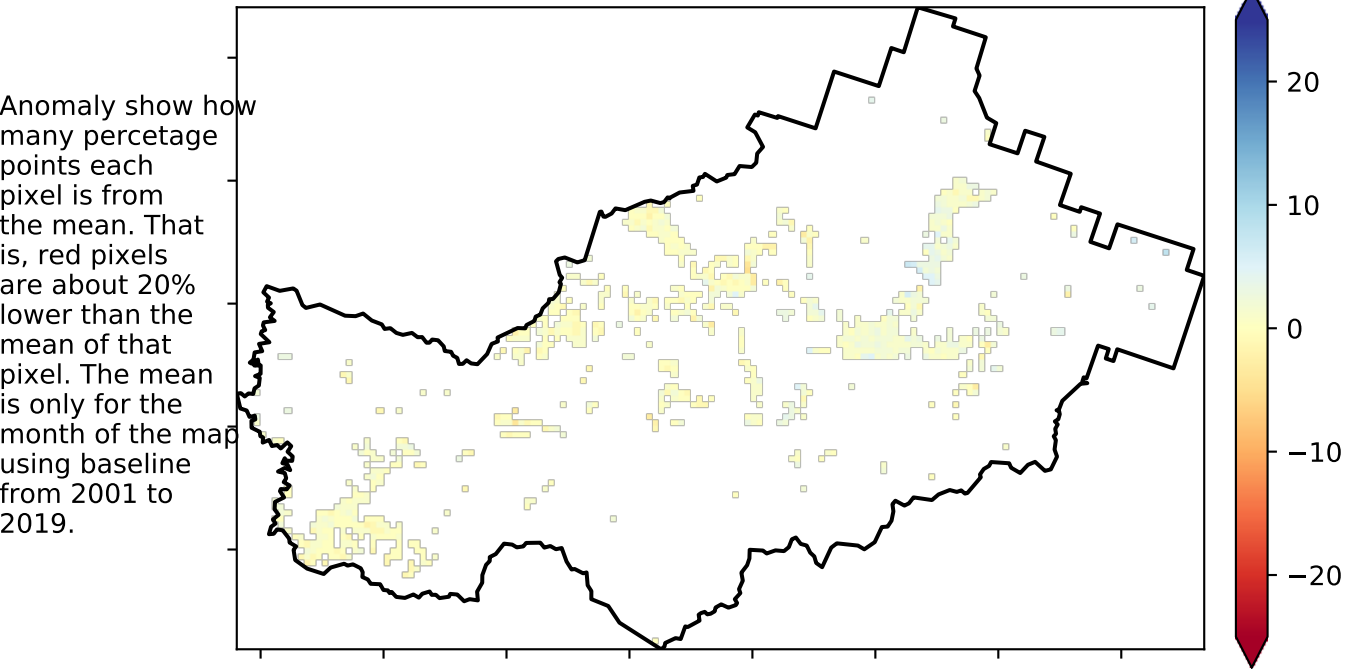 Anomaly show how
many percetage
points each
pixel is from
the mean. That
is, red pixels
are about 20%
lower than the
mean of that
pixel. The mean
is only for the
month of the map
using baseline
from 2001 to
2019.
20
10
0
−10
−20